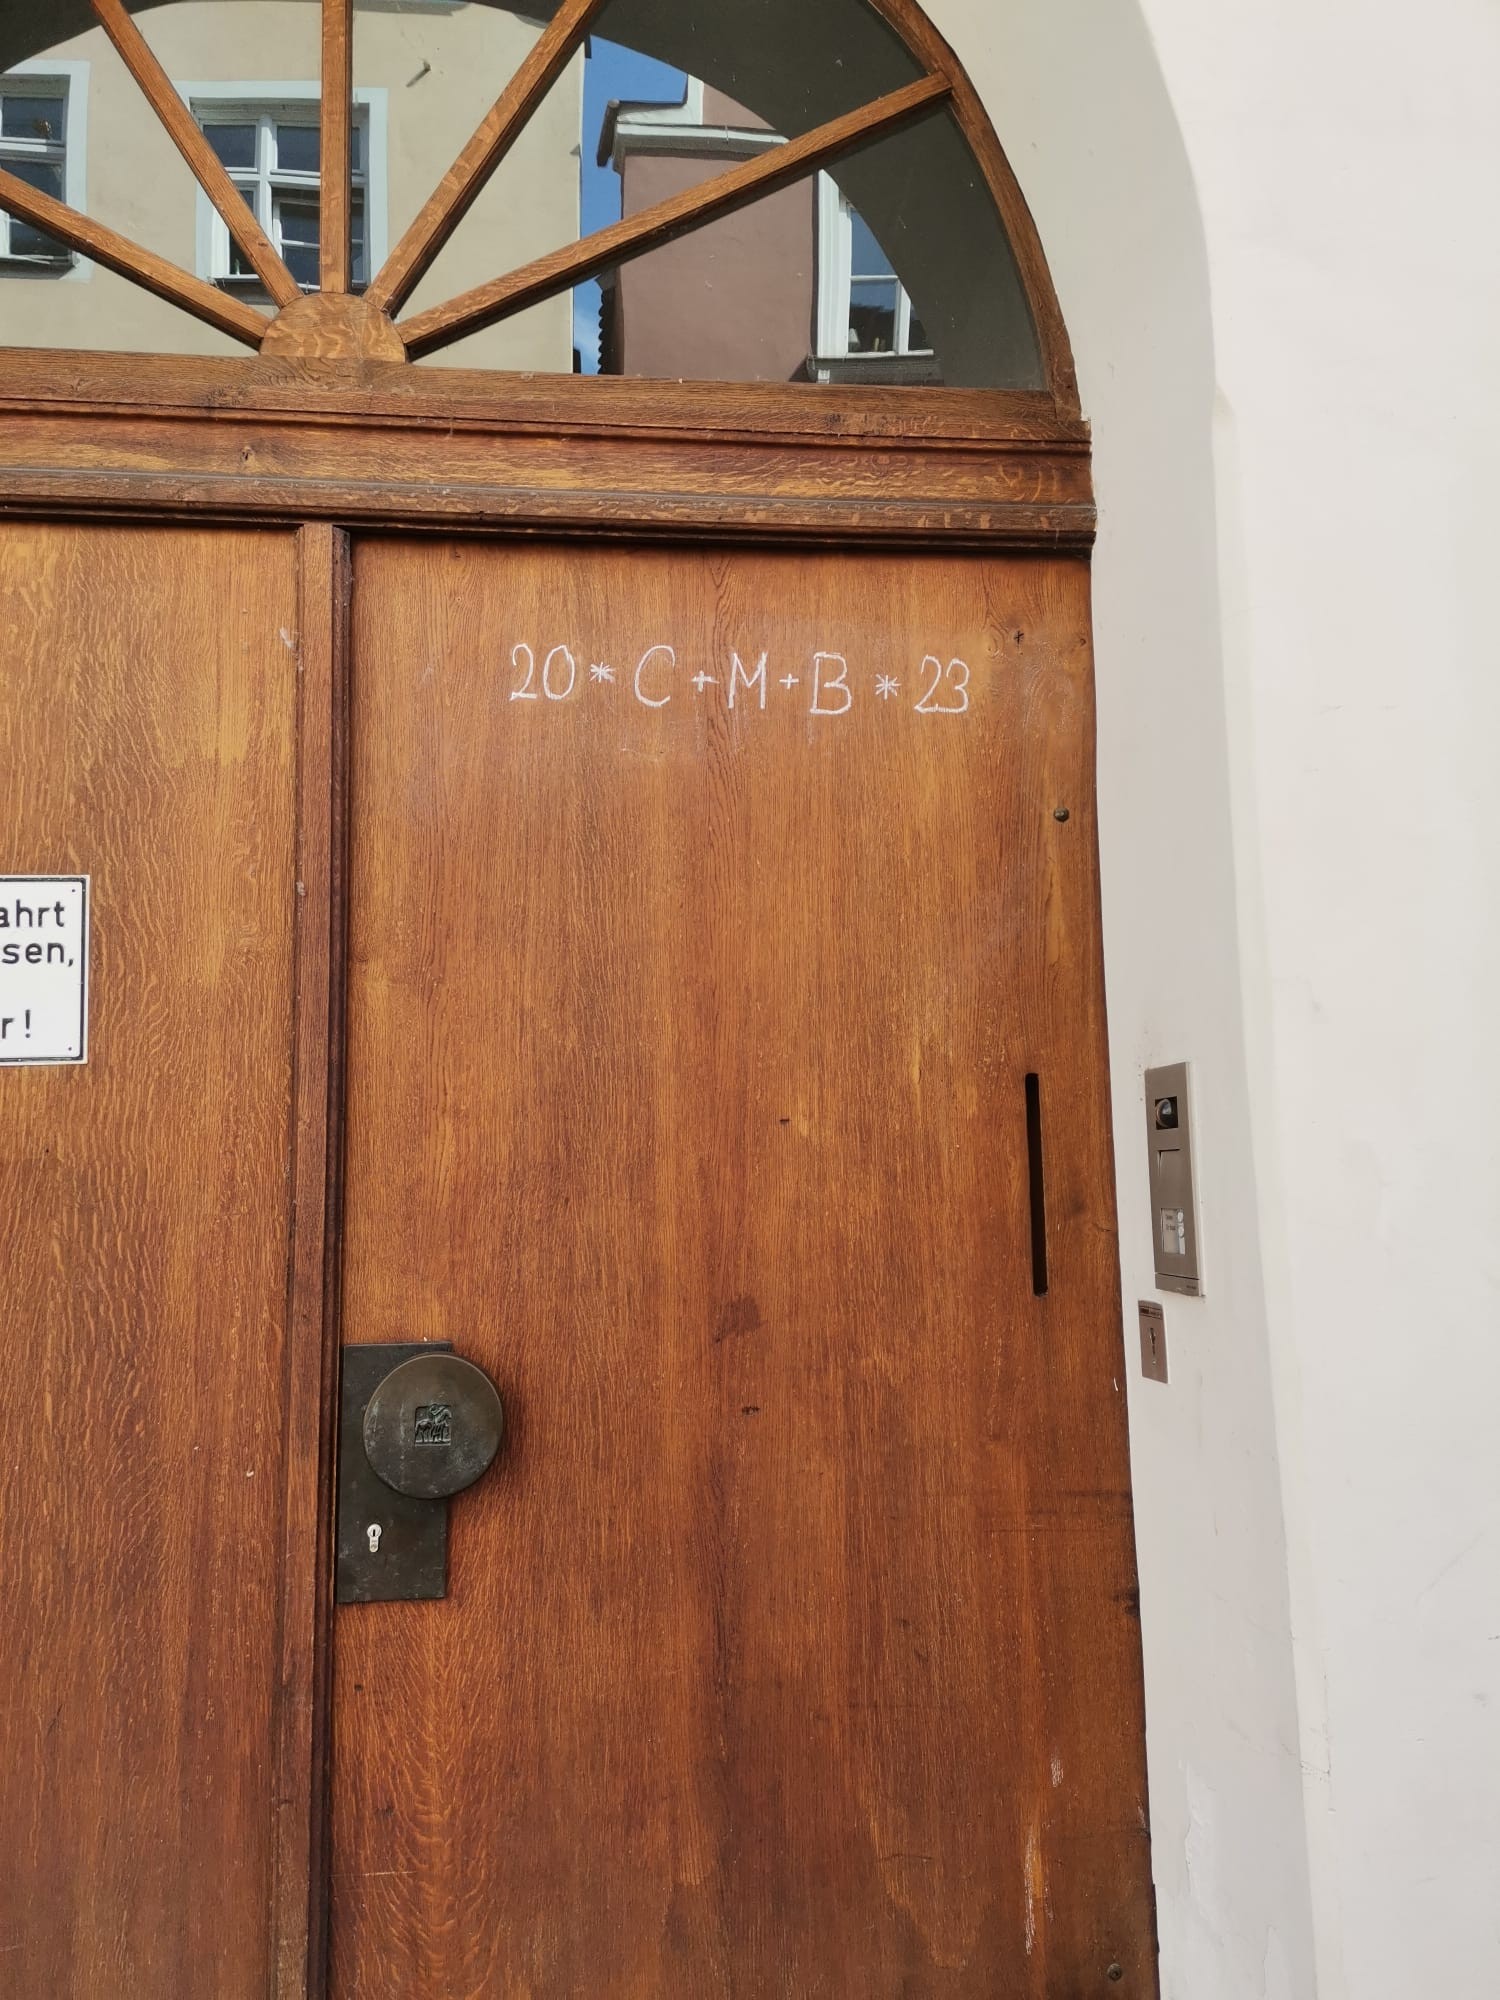 20 * C + M + B * 23
ahrt
sen,
r!